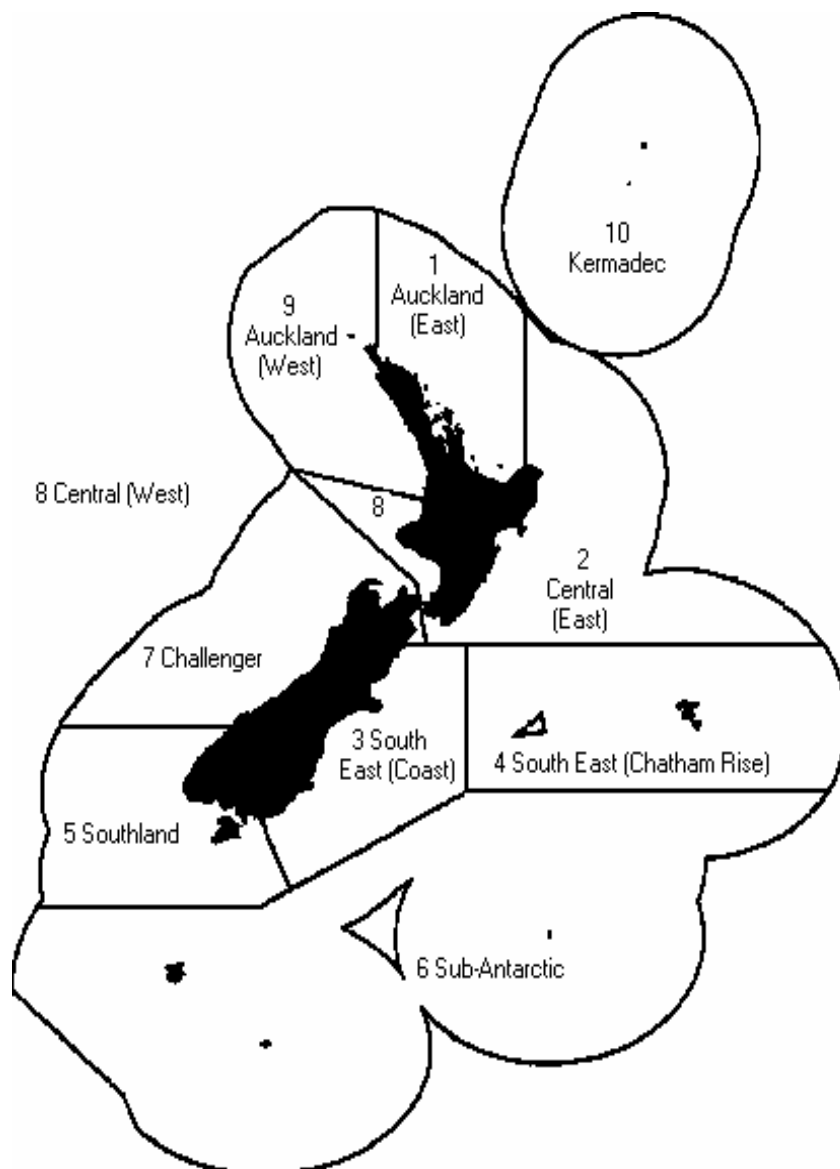 10
Kermadec
1
Auckland
(East)
9
Auckland
(West)
8 Central (West)
8
2
Central
(East)
7 Challenger
3 South
East (Coast)
4 South East (Chatham Rise)
5 Southland
6 Sub-Antarctic